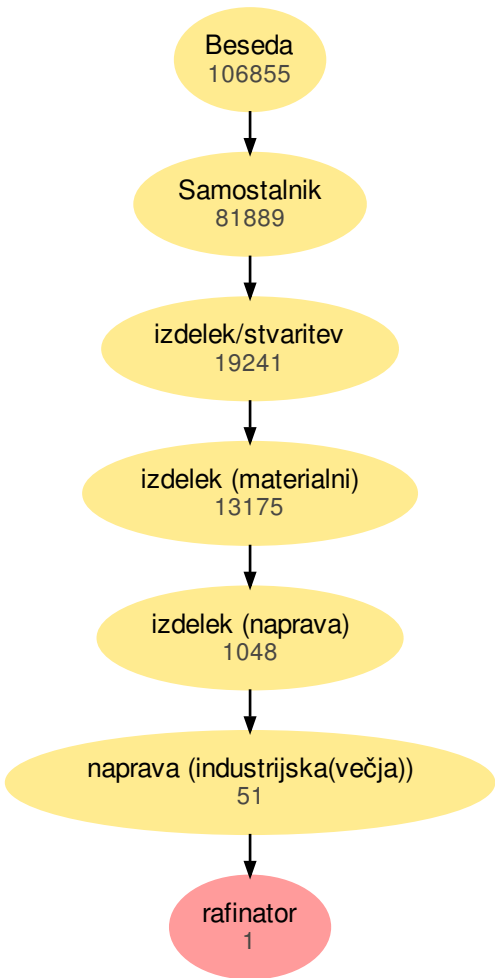 Beseda
106855
Samostalnik
81889
izdelek/stvaritev
19241
izdelek (materialni)
13175
izdelek (naprava)
1048
naprava (industrijska(večja))
51
rafinator
1